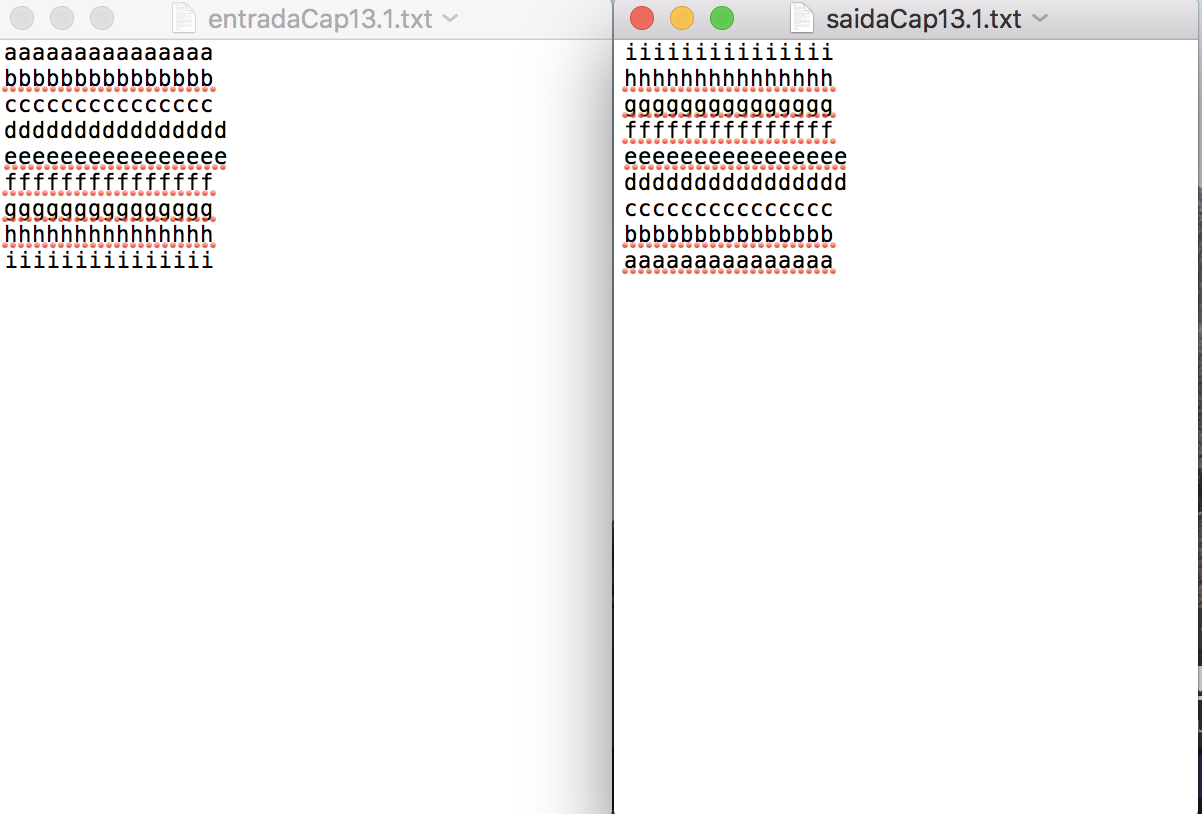 entradaCap13.1.txt
aaaaaaaaaaaaaaa
bbbbbbbbbbbbbbb
ccccccccccccccc
dddddddddddddddd
eeeeeeeeeeeeeeee
fffffffffffffff
ggggggggggggggg
hhhhhhhhhhhhhhh
iiiiiiiiiiiiiii
saidaCap13.1.txt
iiiiiiiiiiiiiii
hhhhhhhhhhhhhhh
ggggggggggggggg
fffffffffffffff
eeeeeeeeeeeeeeee
dddddddddddddddd
ccccccccccccccc
bbbbbbbbbbbbbbb
aaaaaaaaaaaaaaa